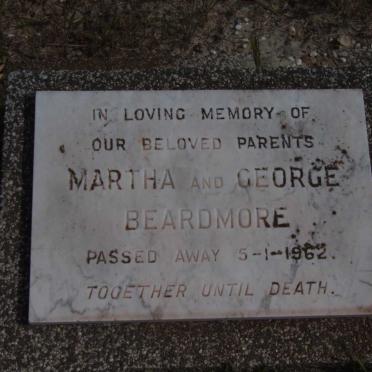 IN LOVING MEMORY OF
OUR BELOVED PARENTS
MARTHA AND GEORGE
BEARDMORE
PASSED AWAY 5-1-1962.
TOGETHER UNTIL DEATH.